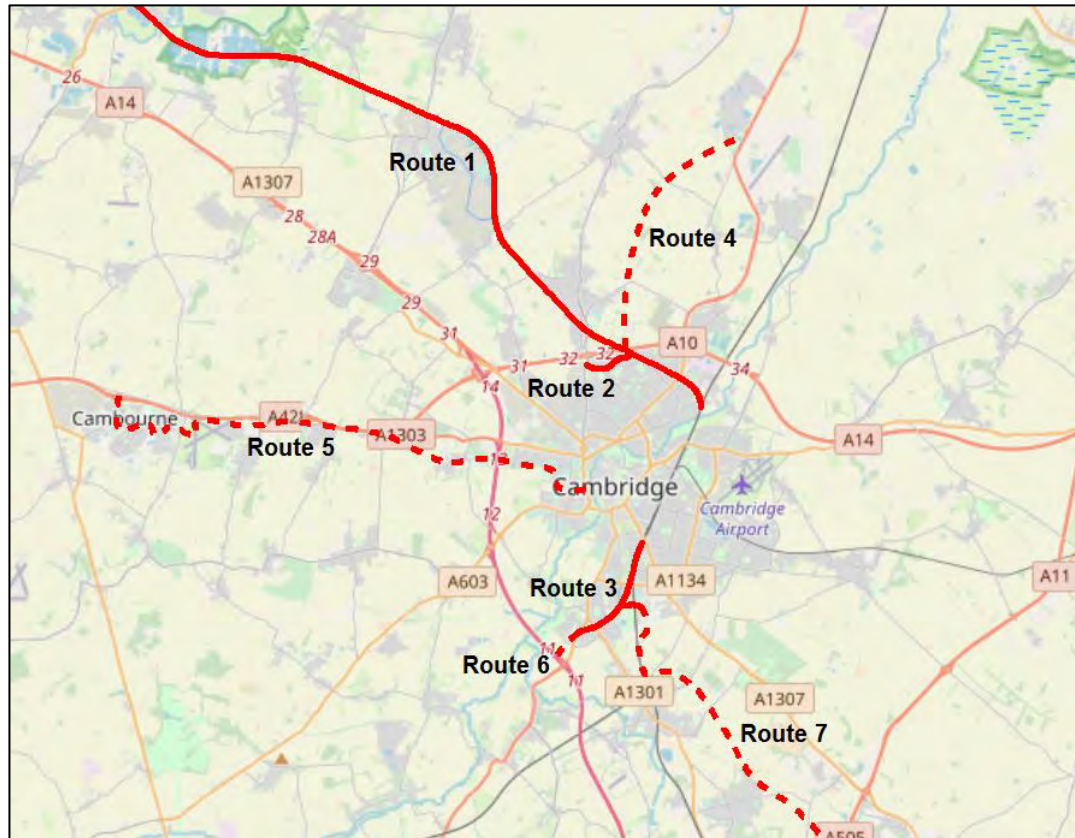 26
A14
Route 1
A1307
28
28A
29
Route 4
29
31
31
32
32
A10
34
14
Route 2
Cambourne
A1303
Route 5
13
A14
Cambridge
Cambridge
Airport
12
A603
Route 3
A1134
A11
11
Route 6
11
A1301
A1307
Route 7